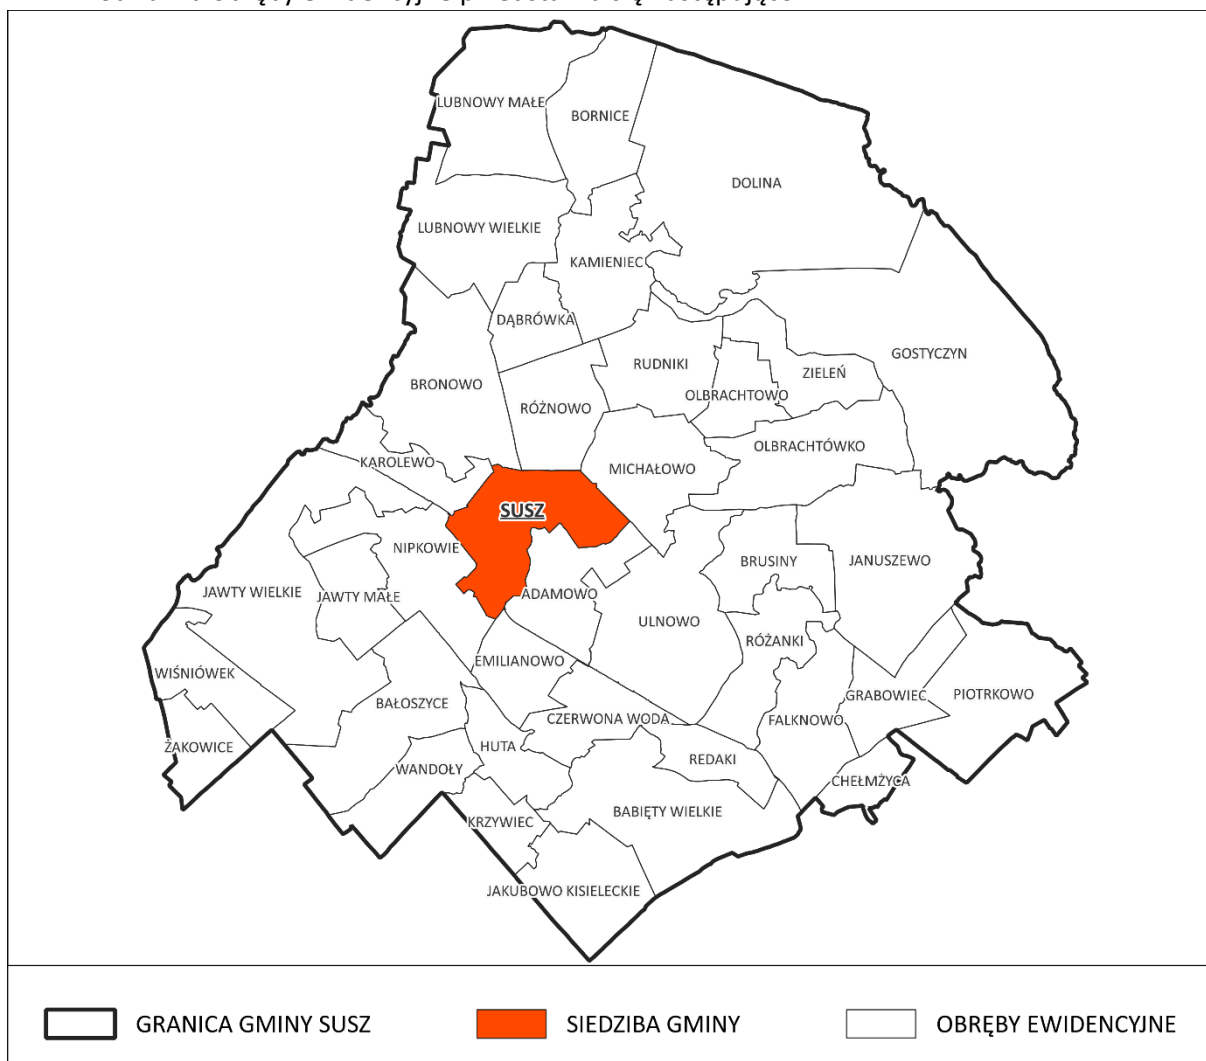 LUBNOWY MAŁE
BORNICE
DOLINA
LUBNOWY WIELKIE
KAMIENIEC
DĄBRÓWKA
GOSTYCZYN
RUDNIKI
ZIELEŃ
BRONOWO
OLBRACHTOWO
RÓŻNOWO
OLBRACHTÓWKO
KAROLEWO
MICHAŁOWO
SUSZ
NIPKOWIE
BRUSINY
JANUSZEWO
JAWTY WIELKIE
JAWTY MAŁE
ADAMOWO
ULNOWO
RÓŻANKI
EMILIANOWO
WIŚNIÓWEK
GRABOWIEC
PIOTRKOWO
BAŁOSZYCE
CZERWONA WODA
FALKNOWO
ŻAKOWICE
HUTA
REDAKI
WANDOŁY
CHEŁMŻYCA
BABIĘTY WIELKIE
KRZYWIEC
JAKUBOWO KISIELECKIE
GRANICA GMINY SUSZ
SIEDZIBA GMINY
OBRĘBY EWIDENCYJNE